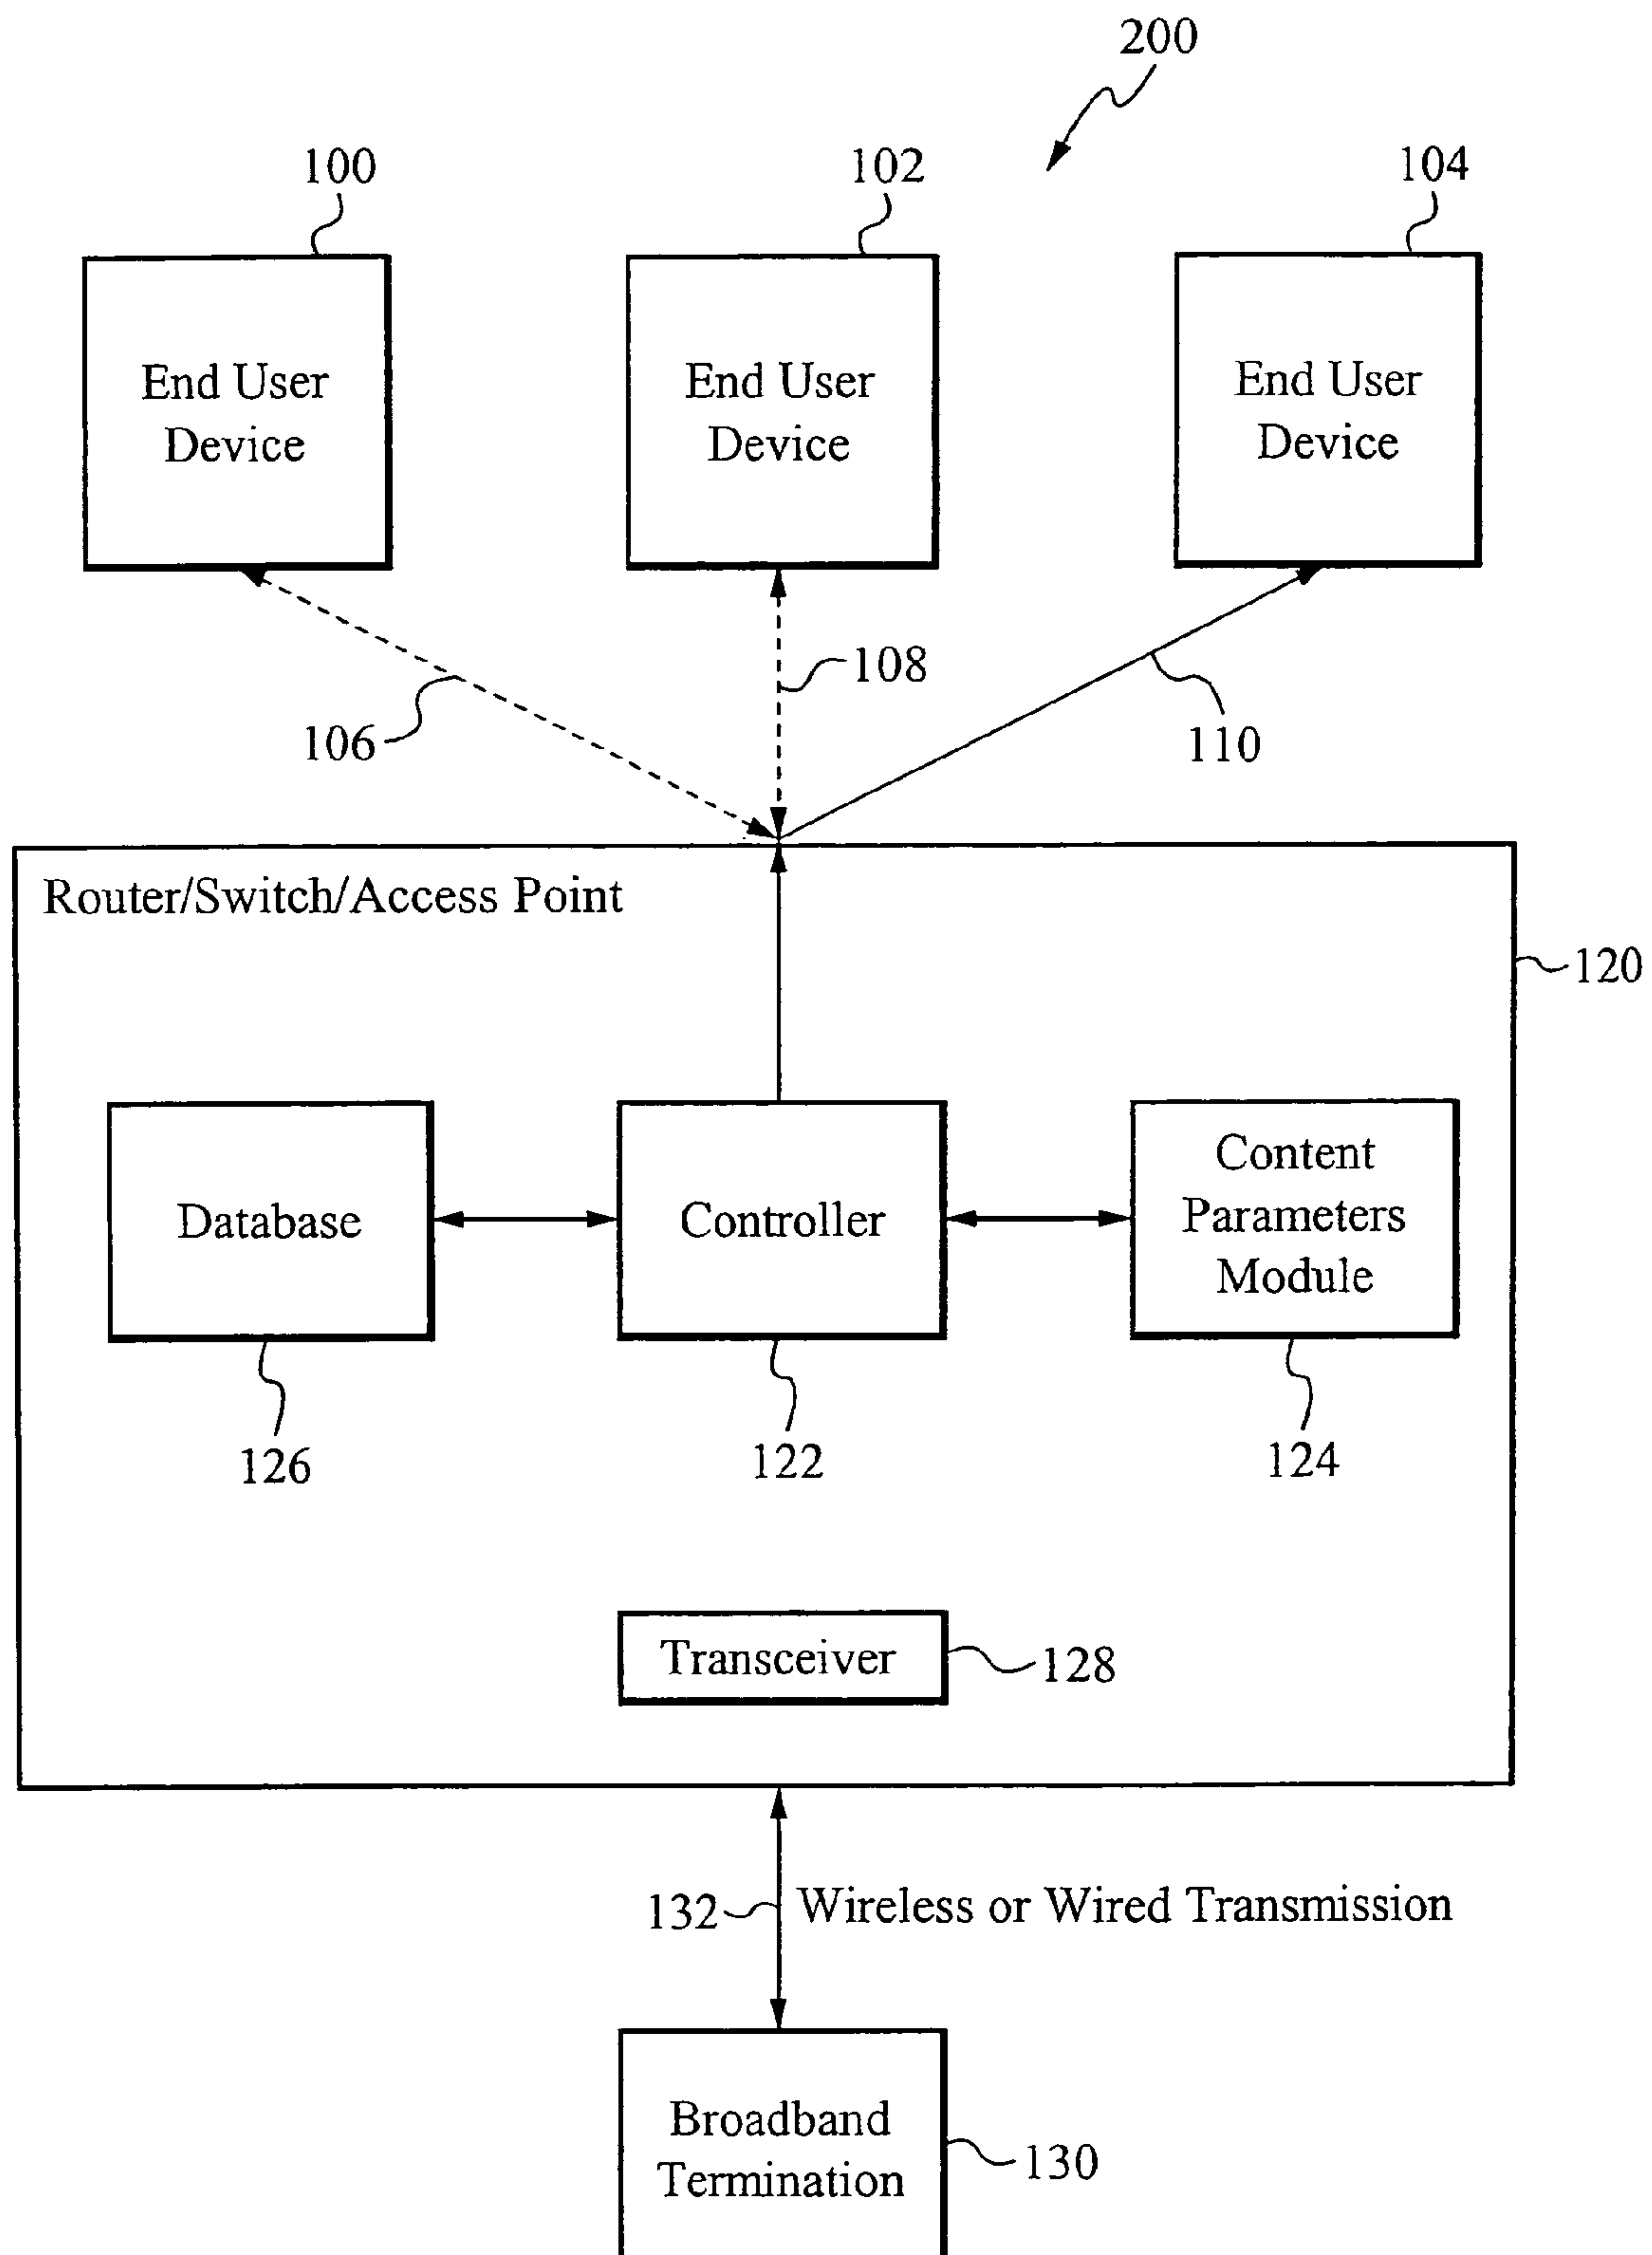 200
100
102
104
End User
Device
End User
Device
End User
Device
108
106
110
Router/Switch/Access Point
120
Database
Controller
Content
Parameters
Module
126
122
124
Transceiver
128
132
Wireless or Wired Transmission
Broadband
Termination
130